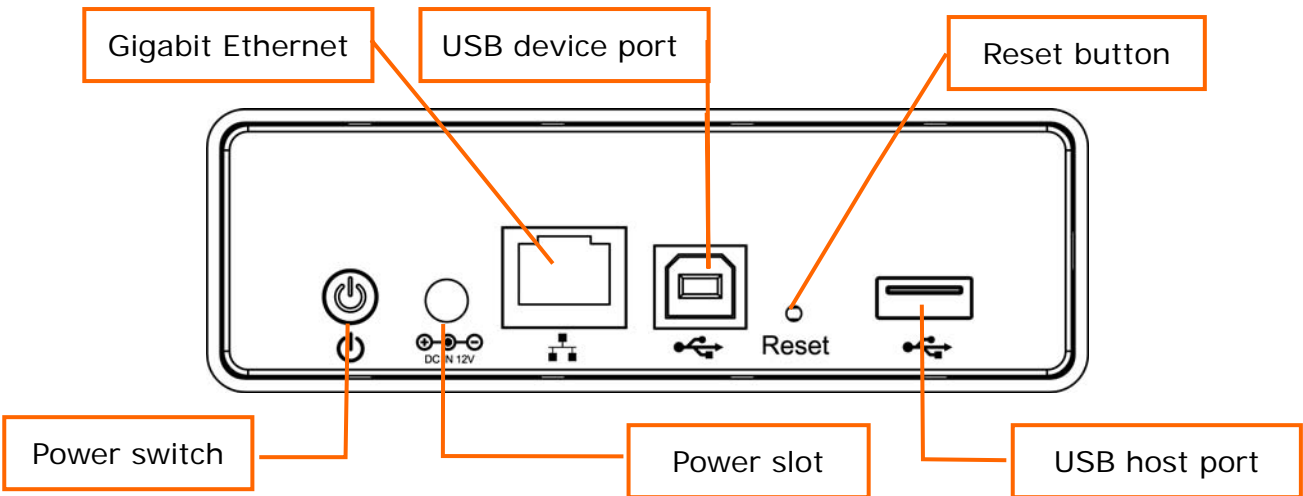 Gigabit Ethernet
USB device port
Reset button
DC IN 12V
Reset
Power switch
Power slot
USB host port